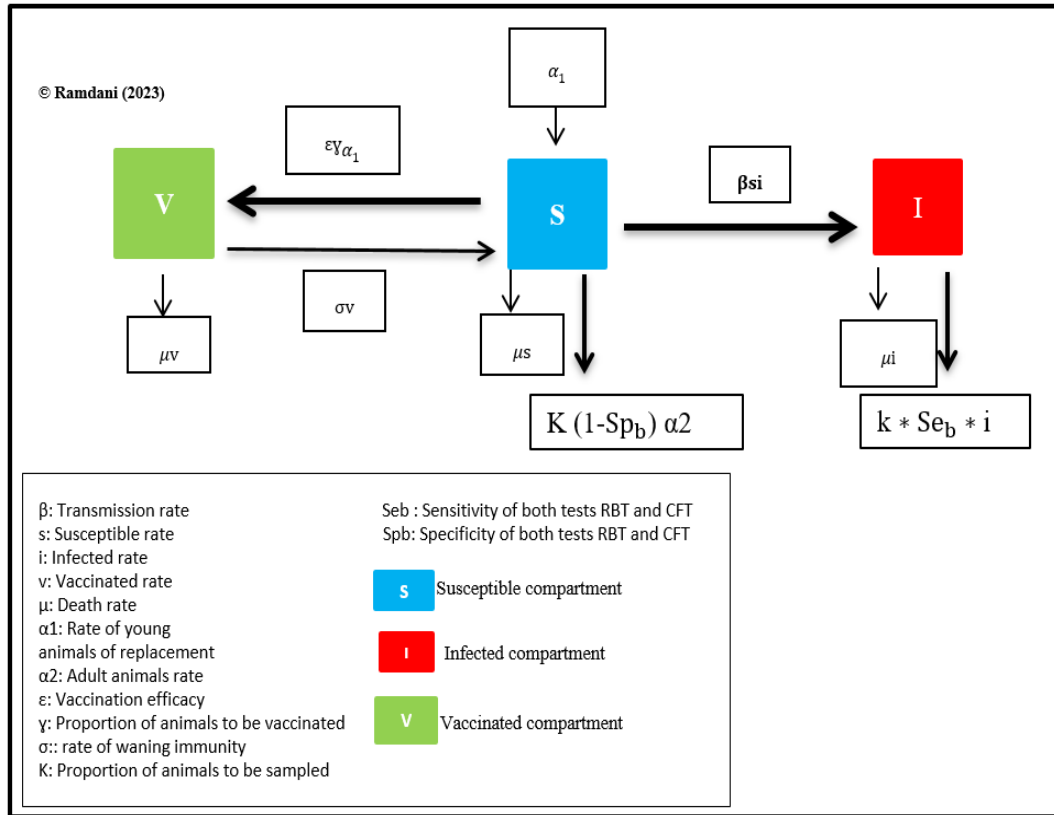 α₁
© Ramdani (2023)
εɣα₁
βsi
V
S
I
σv
μv
μs
μi
K (1-Spb) α2
k * Seb * i
β: Transmission rate
s: Susceptible rate
i: Infected rate
v: Vaccinated rate
μ: Death rate
α1: Rate of young
animals of replacement
α2: Adult animals rate
ε: Vaccination efficacy
ɣ: Proportion of animals to be vaccinated
σ:: rate of waning immunity
K: Proportion of animals to be sampled
Seb : Sensitivity of both tests RBT and CFT
Spb: Specificity of both tests RBT and CFT
S Susceptible compartment
I Infected compartment
V Vaccinated compartment